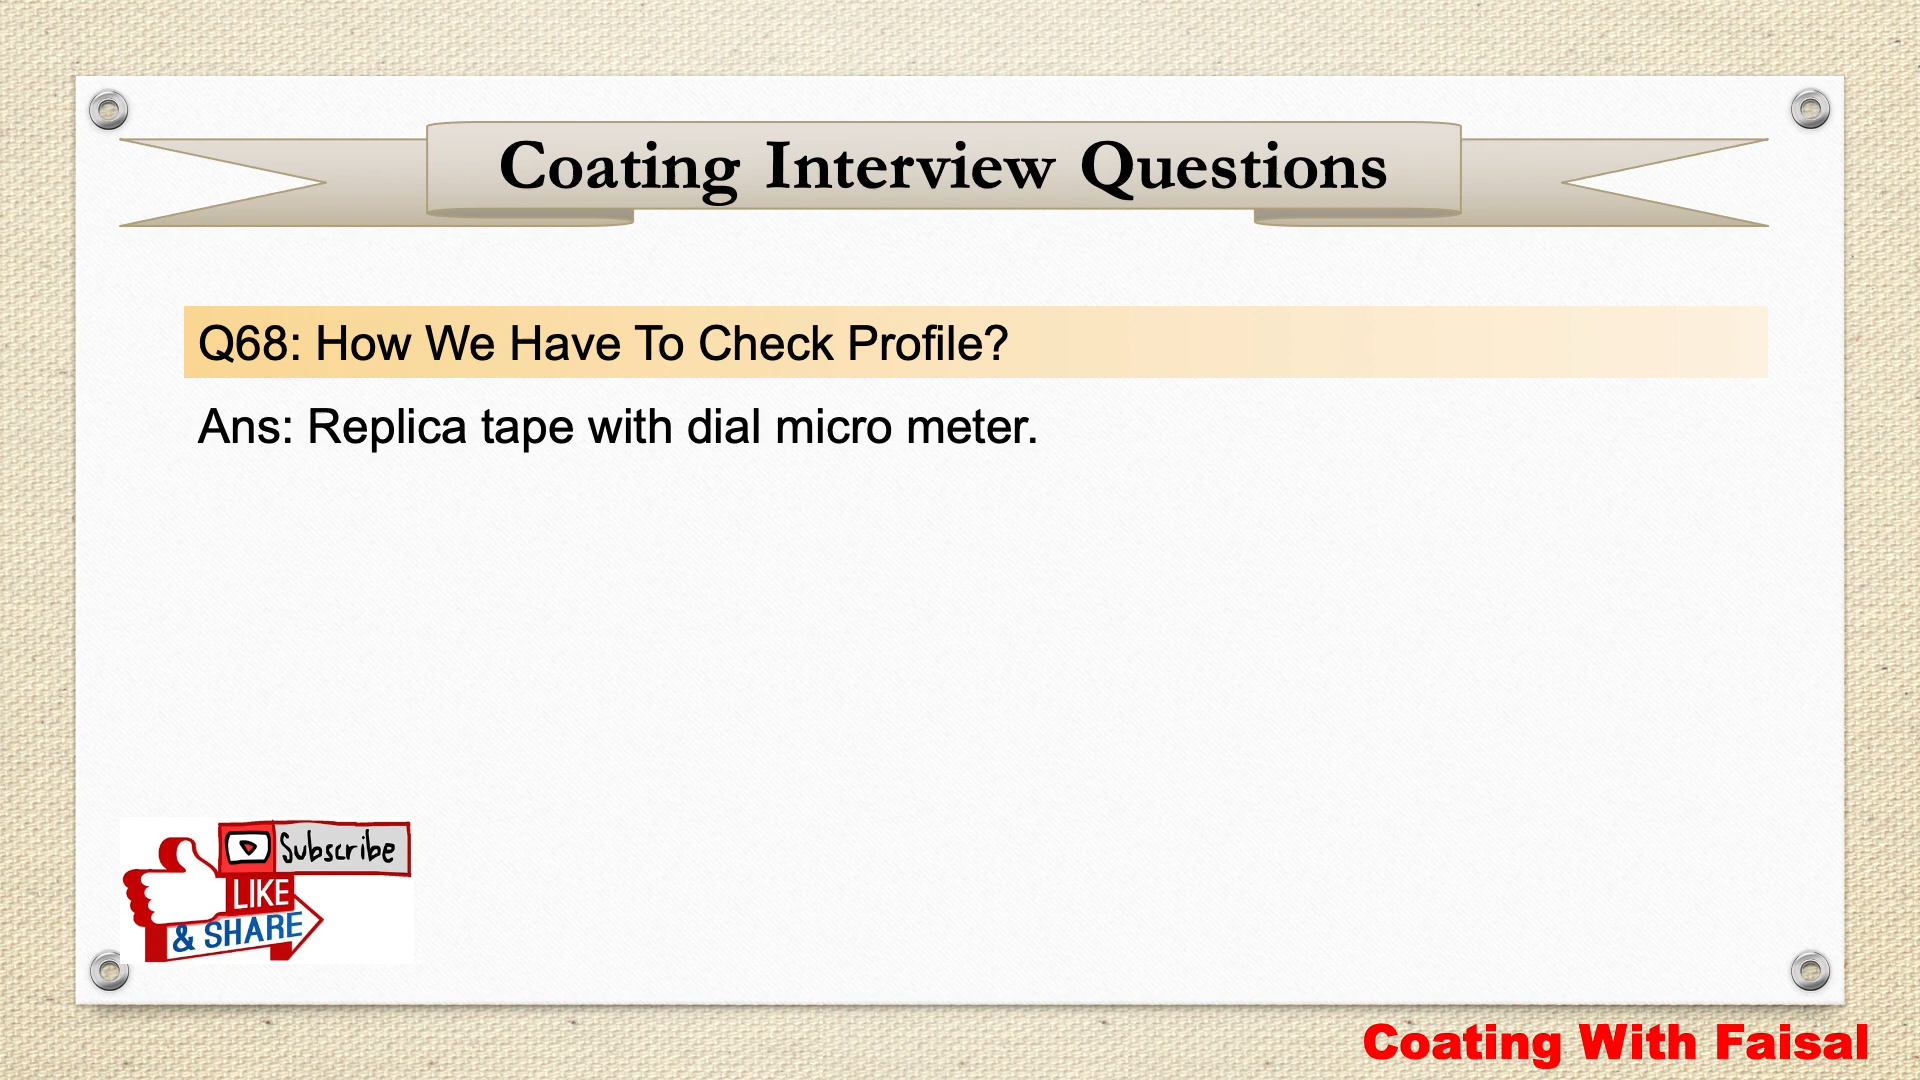 Coating Interview Questions
Q68: How We Have To Check Profile?
Ans: Replica tape with dial micro meter.
Subscribe
LIKE
& SHARE
Coating With Faisal